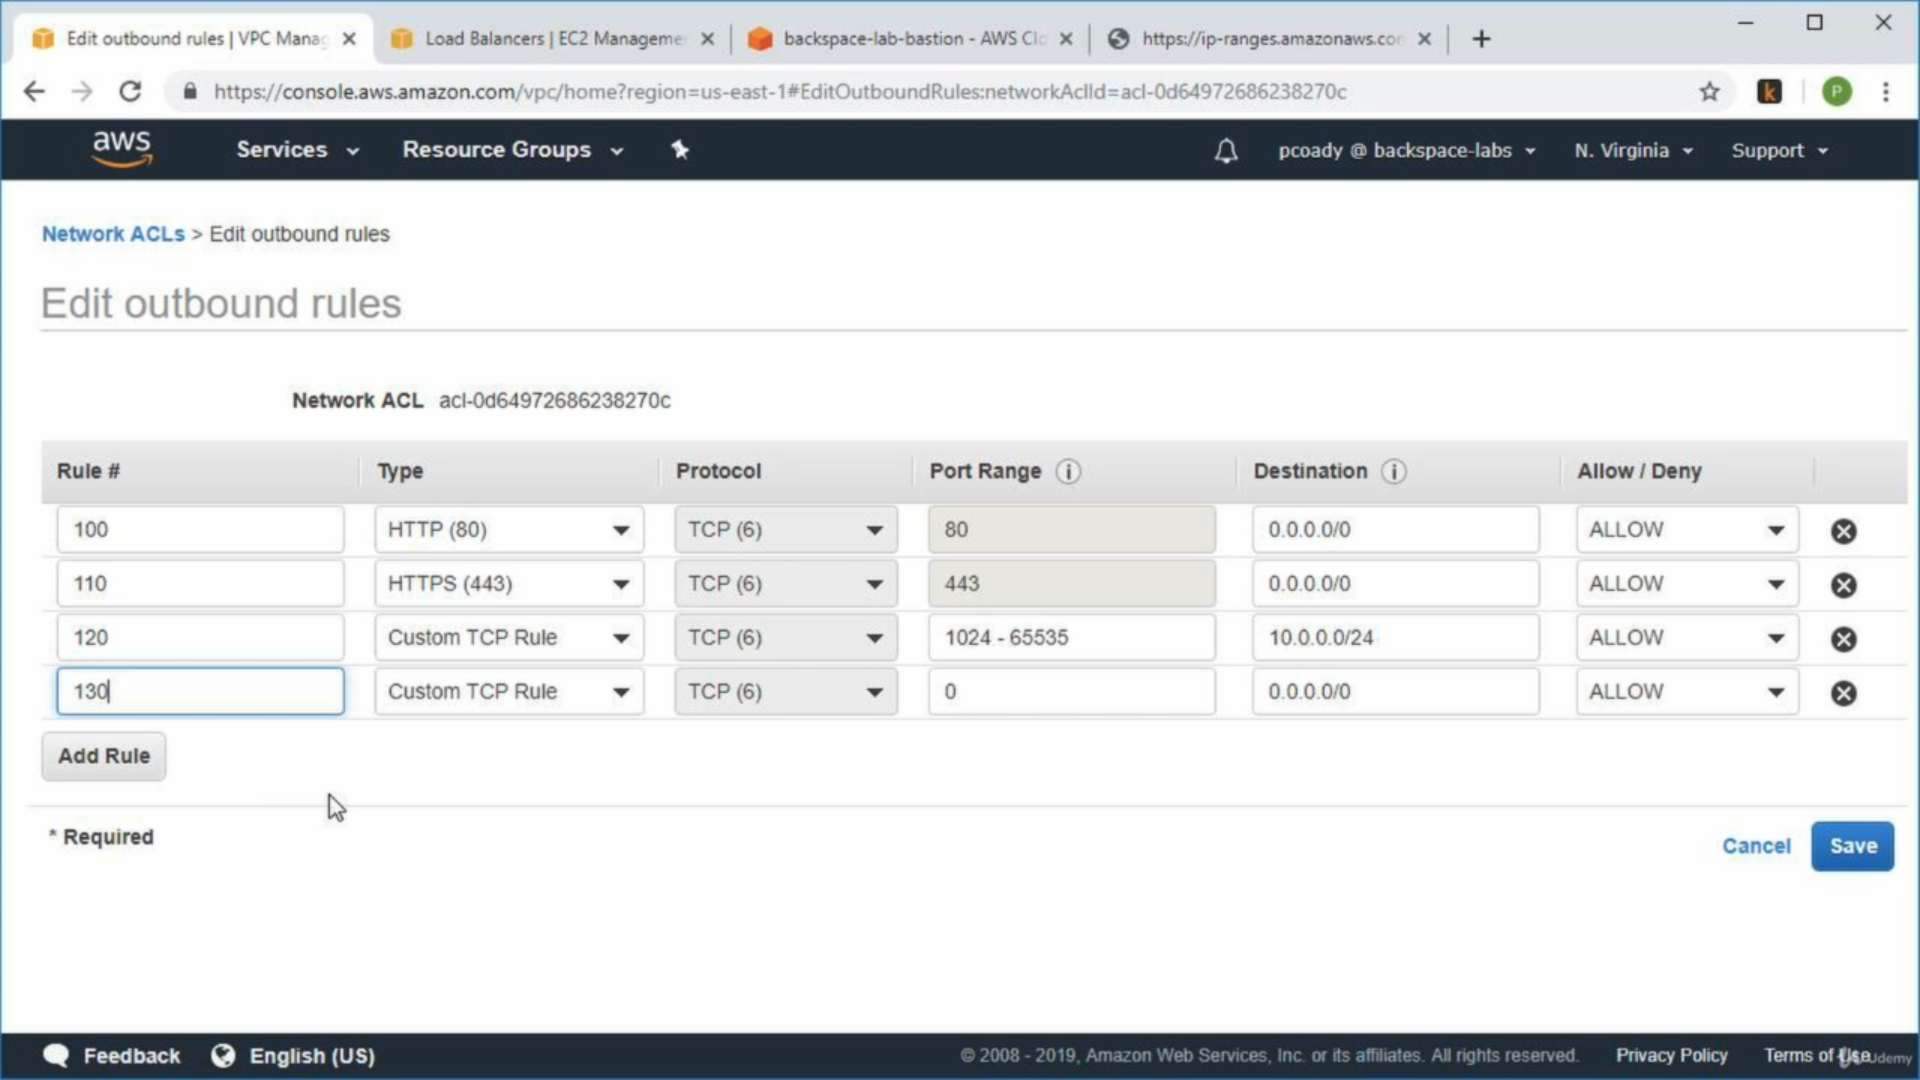 Edit outbound rules | VPC Manag
Load Balancers | EC2 Manageme
backspace-lab-bastion - AWS Clo
https://ip-ranges.amazonaws.co
https://console.aws.amazon.com/vpc/home?region=us-east-1#EditOutboundRules:networkAclId=acl-0d64972686238270c
k
P
aws
Services
Resource Groups
pcoady @ backspace-labs
N. Virginia
Support
Network ACLs > Edit outbound rules
Edit outbound rules
Network ACL acl-0d64972686238270c
Rule # Type Protocol Port Range i Destination i Allow / Deny
100 HTTP (80) TCP (6) 80 0.0.0.0/0 ALLOW
110 HTTPS (443) TCP (6) 443 0.0.0.0/0 ALLOW
120 Custom TCP Rule TCP (6) 1024 - 65535 10.0.0.0/24 ALLOW
130 Custom TCP Rule TCP (6) 0 0.0.0.0/0 ALLOW
Add Rule
* Required
Cancel Save
Feedback English (US) © 2008 - 2019, Amazon Web Services, Inc. or its affiliates. All rights reserved. Privacy Policy Terms of Use
Udemy